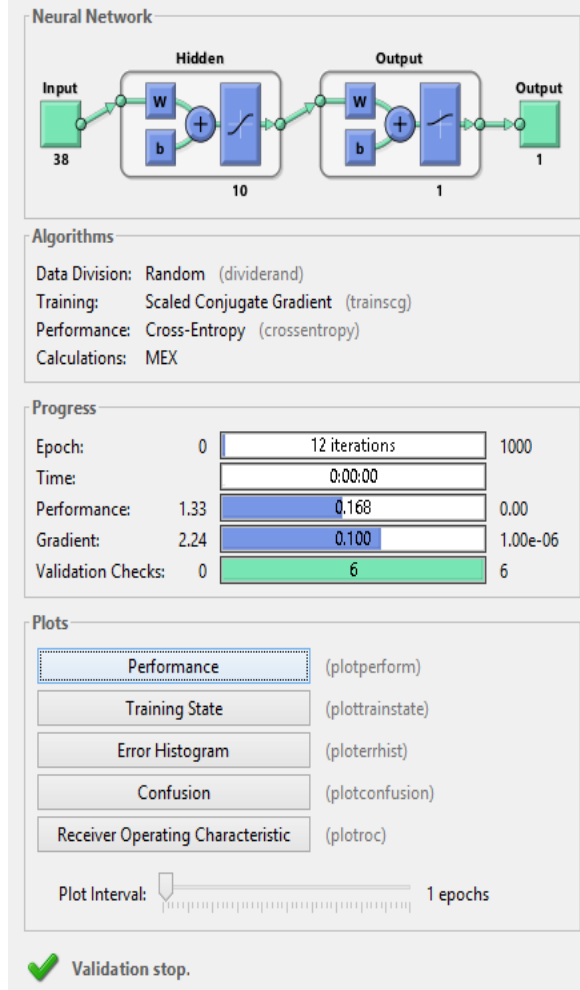 Neural Network
Hidden
Output
Input
Output
W
W
b
b
38
10
1
1
Algorithms
Data Division: Random (dividerand)
Training: Scaled Conjugate Gradient (trainscg)
Performance: Cross-Entropy (crossentropy)
Calculations: MEX
Progress
Epoch: 0 12 iterations 1000
Time: 0:00:00
Performance: 1.33 0.168 0.00
Gradient: 2.24 0.100 1.00e-06
Validation Checks: 0 6 6
Plots
Performance (plotperform)
Training State (plottrainstate)
Error Histogram (ploterrhist)
Confusion (plotconfusion)
Receiver Operating Characteristic (plotroc)
Plot Interval: 1 epochs
Validation stop.